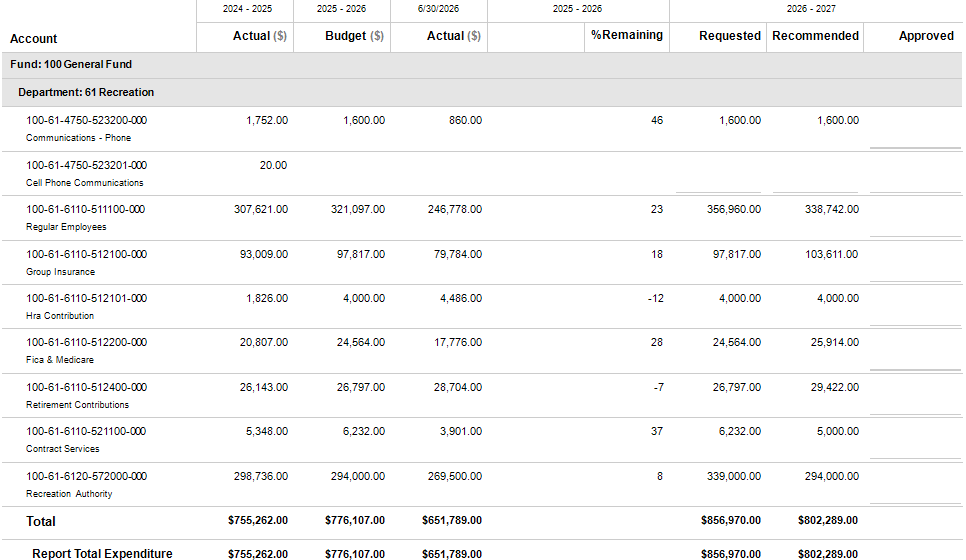 2024 - 2025 2025 - 2026 6/30/2026 2025 - 2026 2026 - 2027
Account Actual ($) Budget ($) Actual ($) %Remaining Requested Recommended Approved
Fund: 100 General Fund
Department: 61 Recreation
100-61-4750-523200-000 1,752.00 1,600.00 860.00 46 1,600.00 1,600.00
Communications - Phone
100-61-4750-523201-000 20.00
Cell Phone Communications
100-61-6110-511100-000 307,621.00 321,097.00 246,778.00 23 356,960.00 338,742.00
Regular Employees
100-61-6110-512100-000 93,009.00 97,817.00 79,784.00 18 97,817.00 103,611.00
Group Insurance
100-61-6110-512101-000 1,826.00 4,000.00 4,486.00 -12 4,000.00 4,000.00
Hra Contribution
100-61-6110-512200-000 20,807.00 24,564.00 17,776.00 28 24,564.00 25,914.00
Fica & Medicare
100-61-6110-512400-000 26,143.00 26,797.00 28,704.00 -7 26,797.00 29,422.00
Retirement Contributions
100-61-6110-521100-000 5,348.00 6,232.00 3,901.00 37 6,232.00 5,000.00
Contract Services
100-61-6120-572000-000 298,736.00 294,000.00 269,500.00 8 339,000.00 294,000.00
Recreation Authority
Total $755,262.00 $776,107.00 $651,789.00 $856,970.00 $802,289.00
Report Total Expenditure $755,262.00 $776,107.00 $651,789.00 $856,970.00 $802,289.00